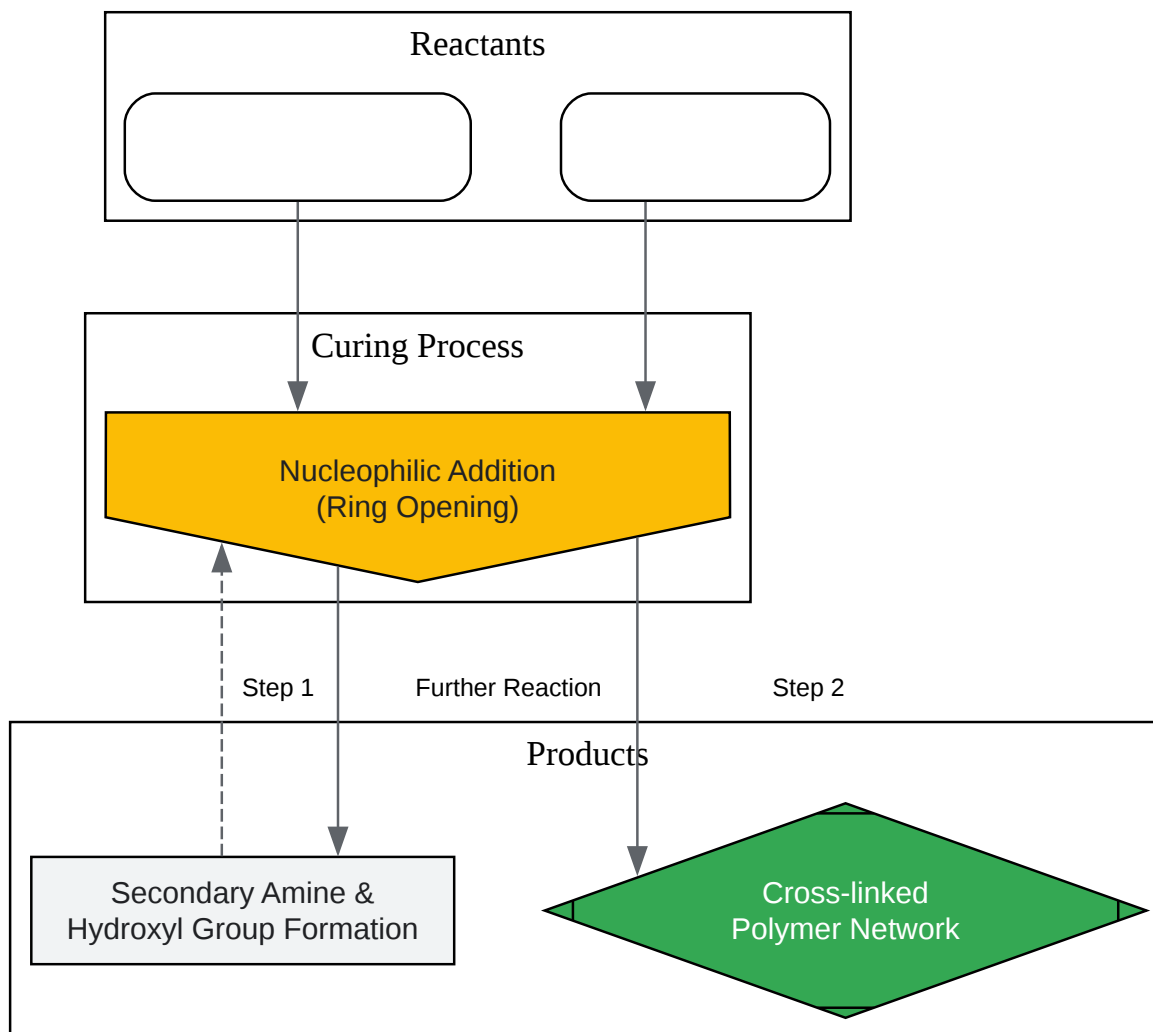 Reactants
Curing Process
Nucleophilic Addition
(Ring Opening)
Step 1
Further Reaction
Step 2
Products
Secondary Amine &
Hydroxyl Group Formation
Cross-linked
Polymer Network